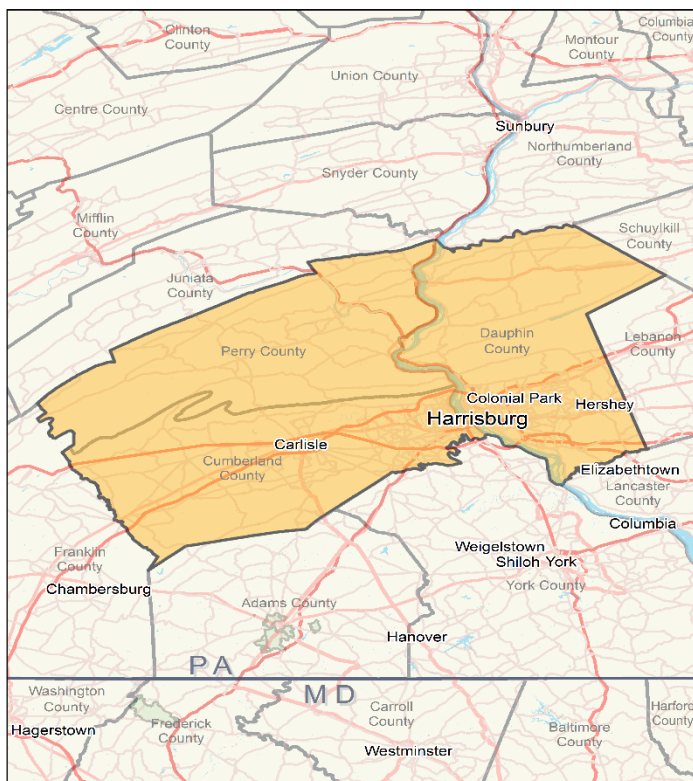 Clinton
County
Columbia
County
Montour
County
Union County
Centre County
Sunbury
Northumberland
County
Snyder County
Mifflin
County
Schuylkill
County
Juniata
County
Dauphin
County
Lebanon
County
Perry County
Colonial Park
Hershey
Harrisburg
Carlisle
Cumberland
County
Elizabethtown
Lancaster
County
Columbia
Franklin
County
Weigelstown
Shiloh York
York County
Chambersburg
Adams County
Hanover
PA
MD
Washington
County
Carroll
County
Harford
County
Hagerstown
Frederick
County
Baltimore
County
Westminster